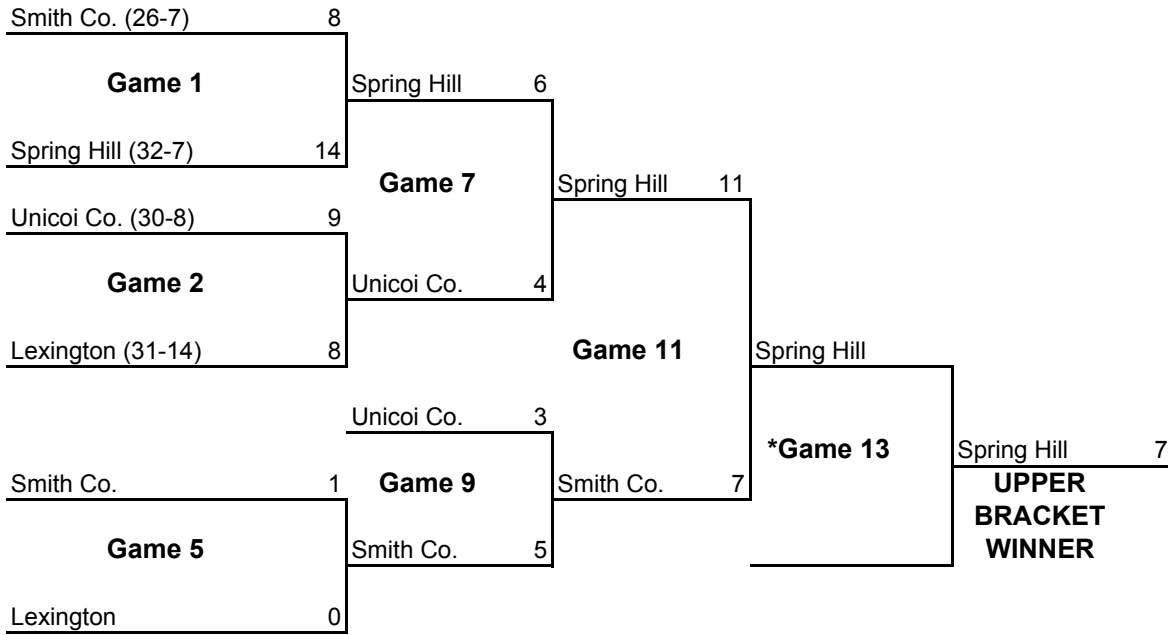 Smith Co. (26-7) 8
Game 1
Spring Hill 6
Spring Hill (32-7) 14
Game 7
Spring Hill 11
Unicoi Co. (30-8) 9
Game 2
Unicoi Co. 4
Lexington (31-14) 8
Game 11
Spring Hill
Unicoi Co. 3
*Game 13
Spring Hill 7
Smith Co. 1
Game 9
Smith Co. 7
UPPER
BRACKET
WINNER
Game 5
Smith Co. 5
Lexington 0